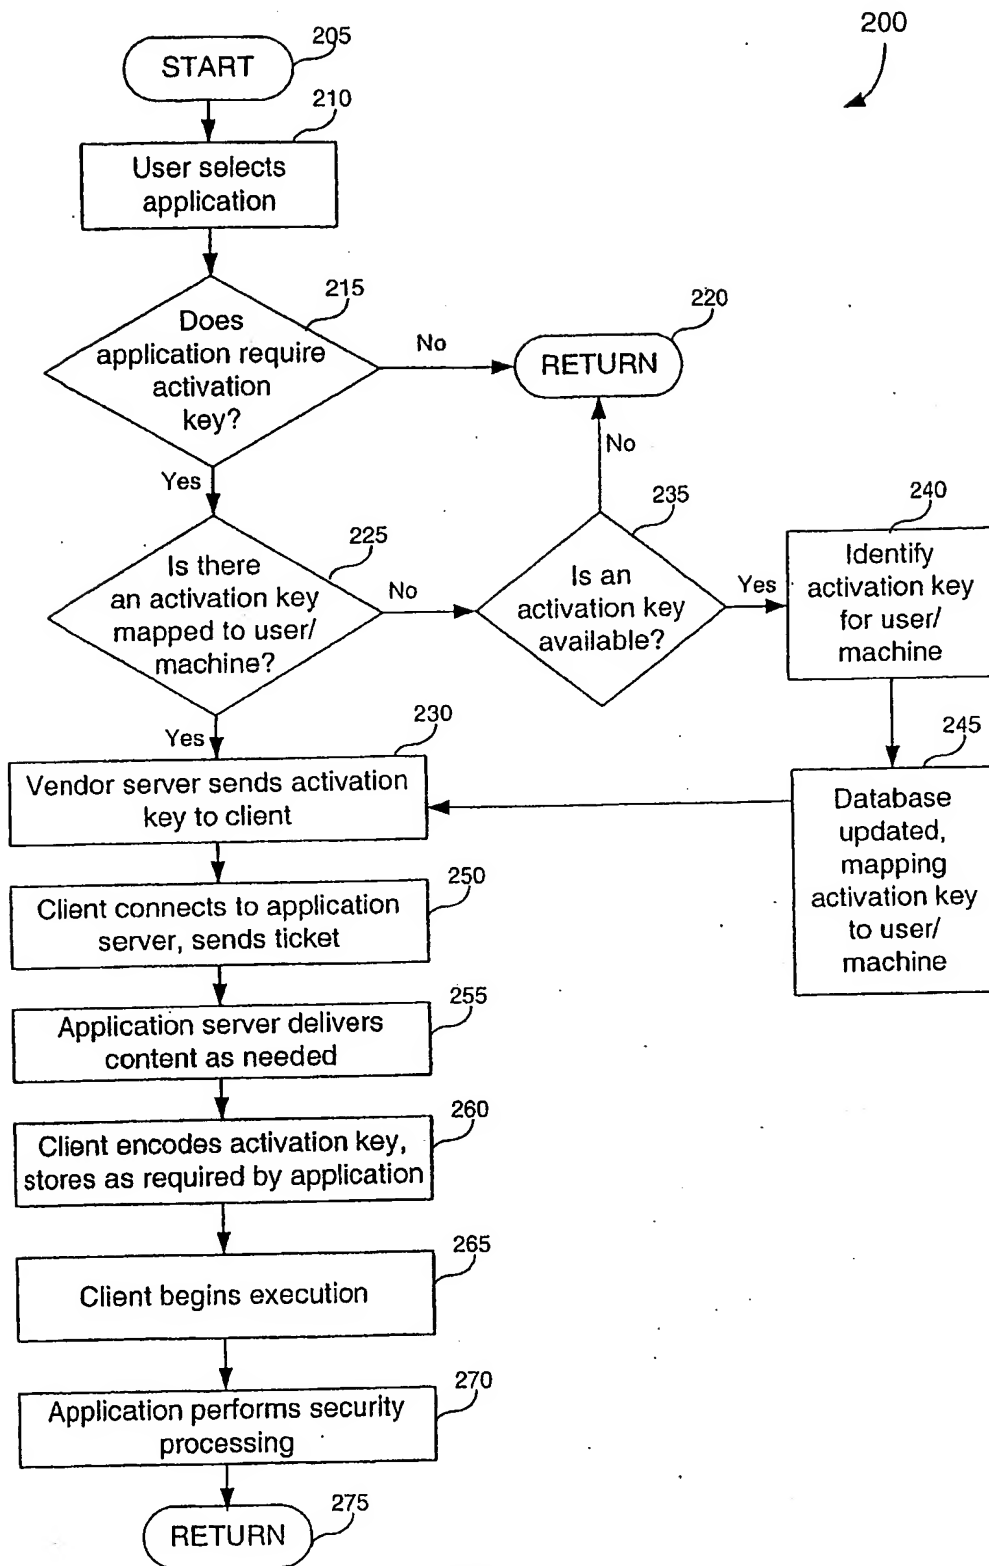 200
205
START
210
User selects
application
215
Does
application require
activation
key?
No
220
RETURN
Yes
No
225
Is there
an activation key
mapped to user/
machine?
No
235
Is an
activation key
available?
Yes
240
Identify
activation key
for user/
machine
Yes
230
Vendor server sends activation
key to client
245
Database
updated,
mapping
activation key
to user/
machine
250
Client connects to application
server, sends ticket
255
Application server delivers
content as needed
260
Client encodes activation key,
stores as required by application
265
Client begins execution
270
Application performs security
processing
275
RETURN